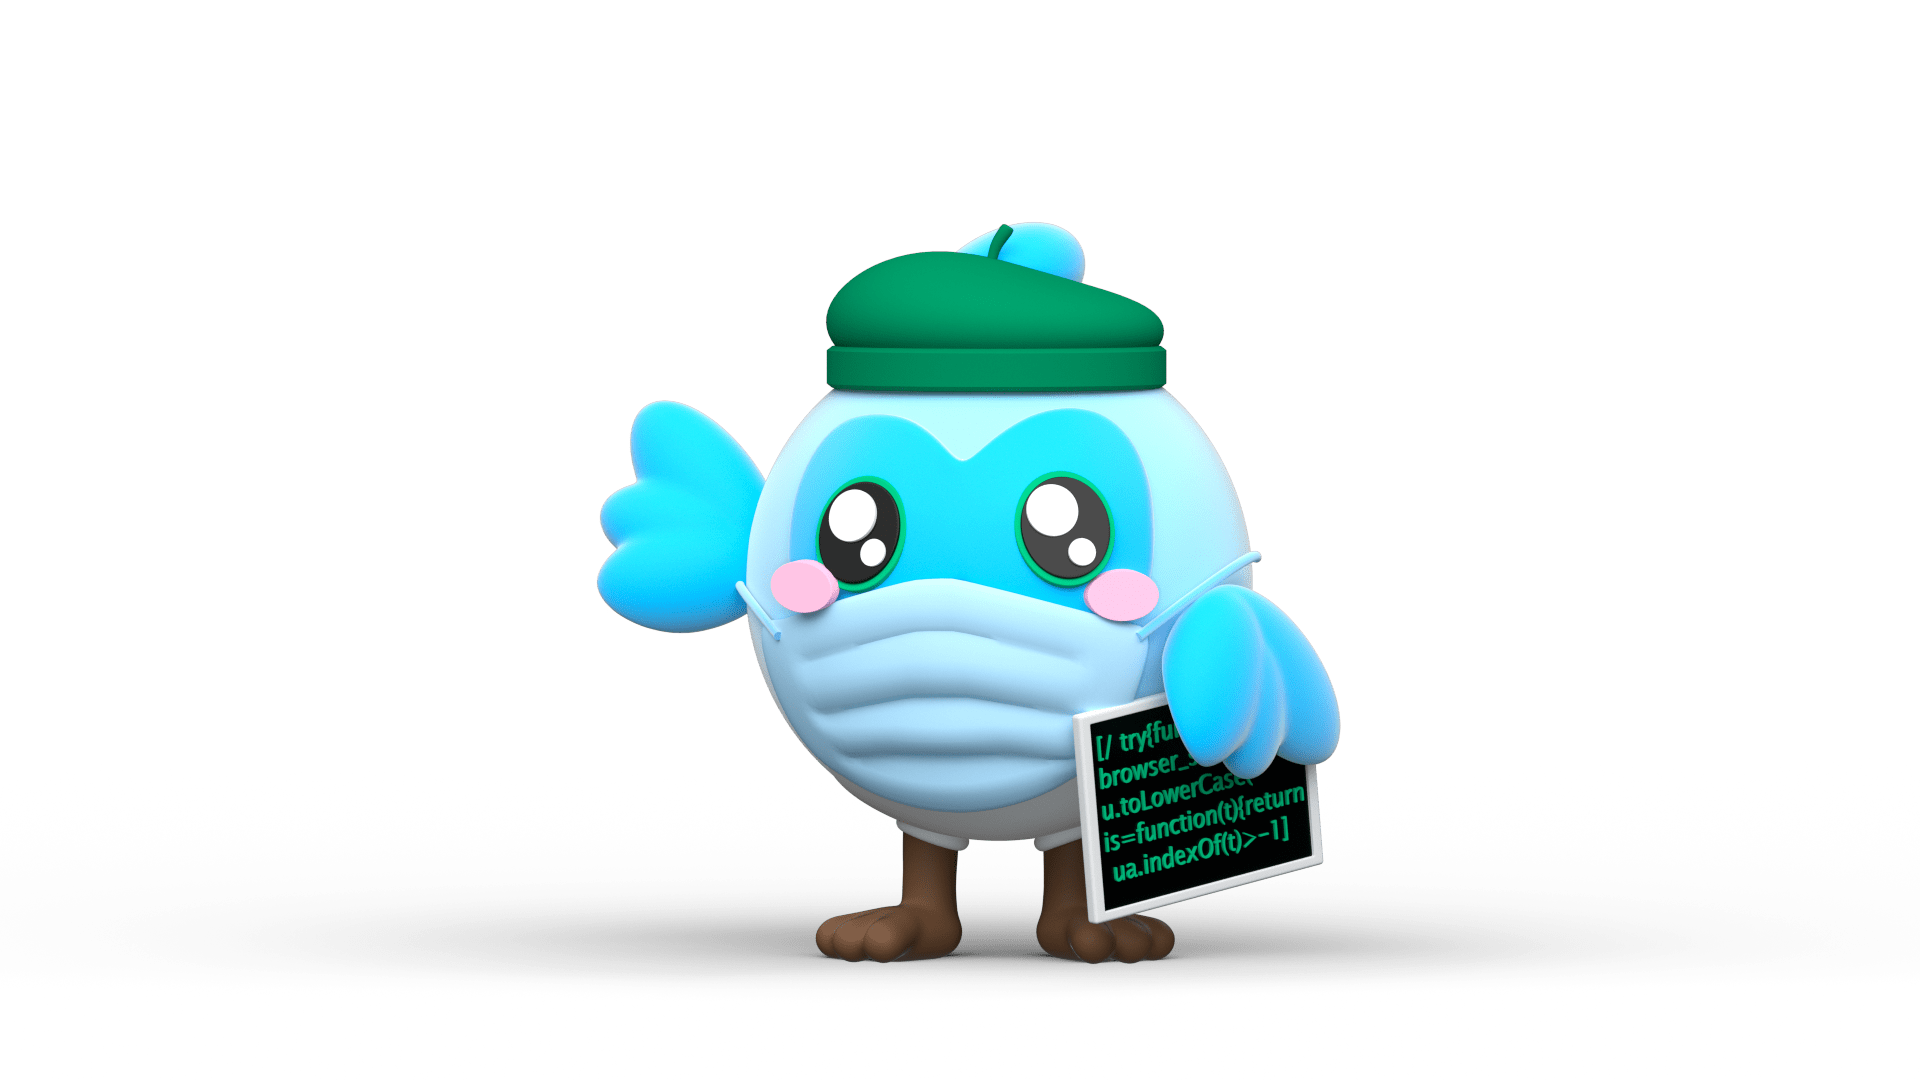 [/ try{fu
browser_
u.toLowerCase(
is=function(t){return
ua.indexOf(t)>-1]